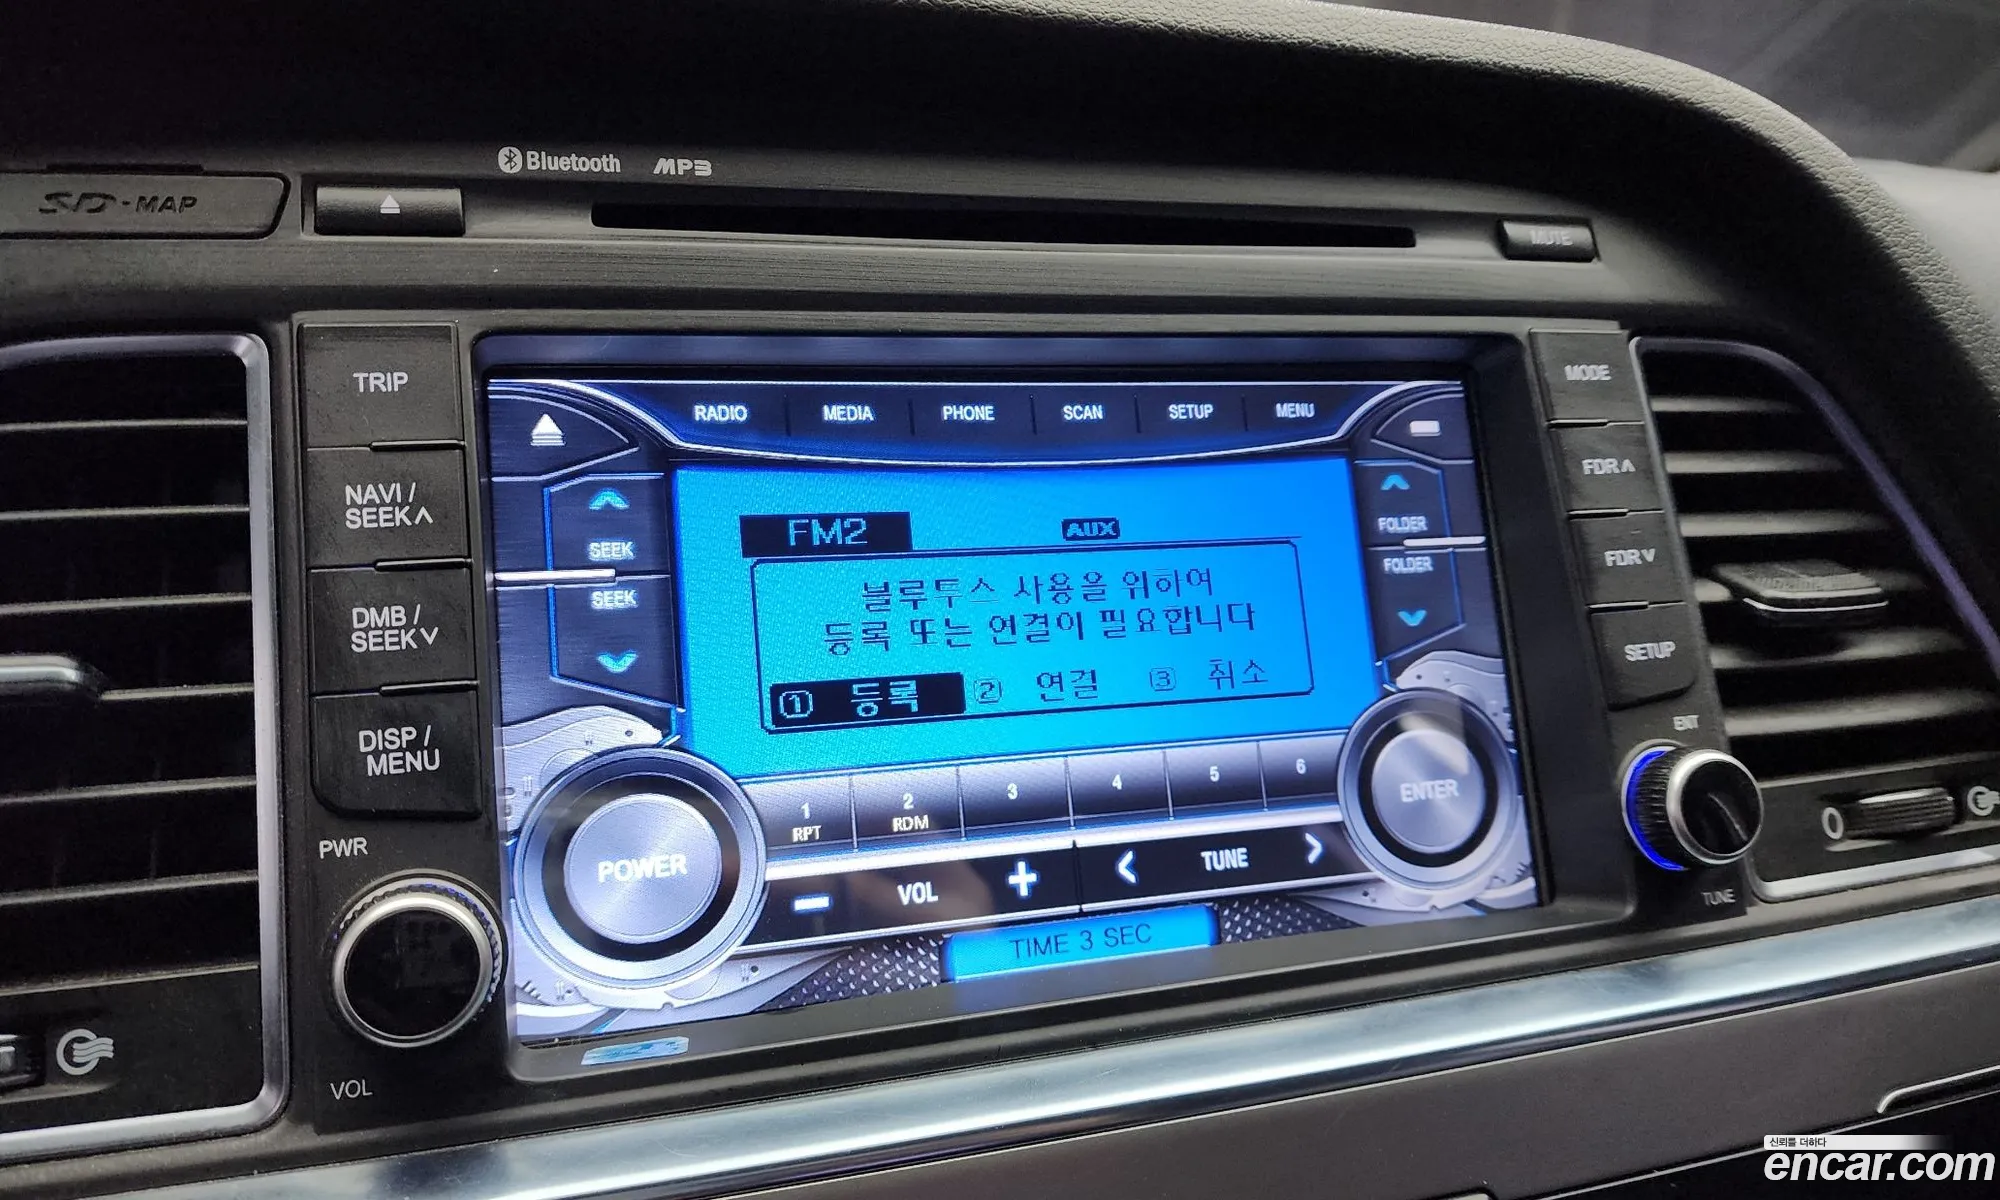 Bluetooth MP3
SD-MAP
MUTE
TRIP
NAVI /
SEEK∧
DMB /
SEEK∨
DISP /
MENU
PWR
VOL
RADIO MEDIA PHONE SCAN SETUP MENU
SEEK
SEEK
FOLDER
FOLDER
FM2 AUX
블루투스 사용을 위하여
등록 또는 연결이 필요합니다
① 등록 ② 연결 ③ 취소
1 2 3 4 5 6
RPT RDM
POWER
ENTER
- VOL + < TUNE >
TIME 3 SEC
MODE
FDR∧
FDR∨
SETUP
ENT
TUNE
0
신뢰를 더하다
encar.com